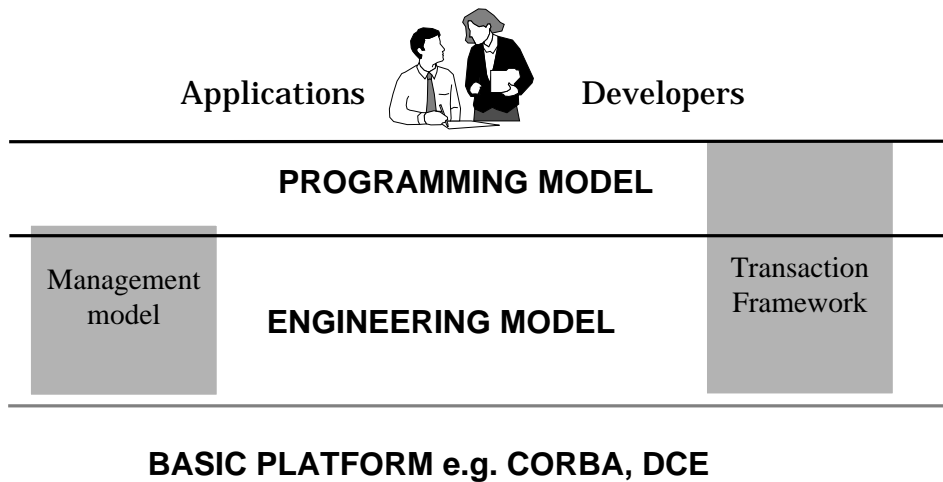 Applications Developers
PROGRAMMING MODEL
Management
model
Transaction
Framework
ENGINEERING MODEL
BASIC PLATFORM e.g. CORBA, DCE